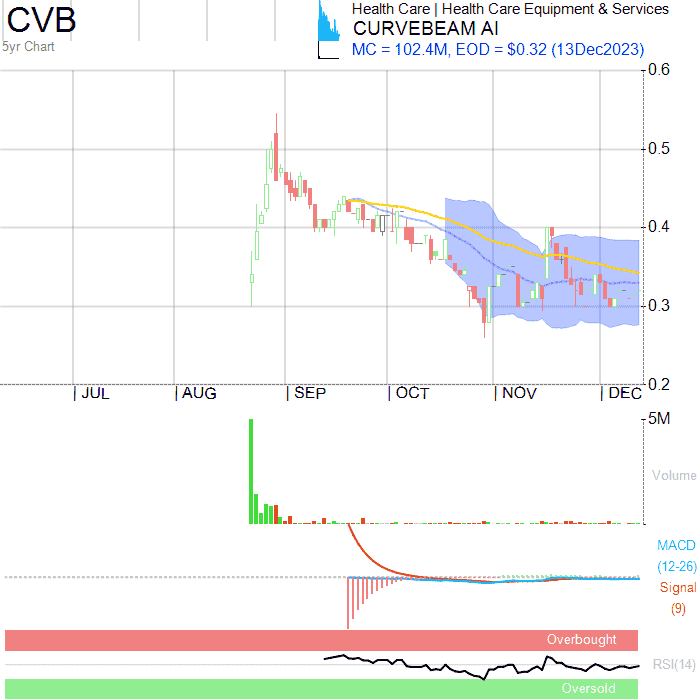 CVB
5yr Chart
Health Care | Health Care Equipment & Services
CURVEBEAM AI
MC = 102.4M, EOD = $0.32 (13Dec2023)
0.6
0.5
0.4
0.3
0.2
| JUL | AUG | SEP | OCT | NOV | DEC
5M
Volume
MACD
(12-26)
Signal
(9)
Overbought
RSI(14)
Oversold